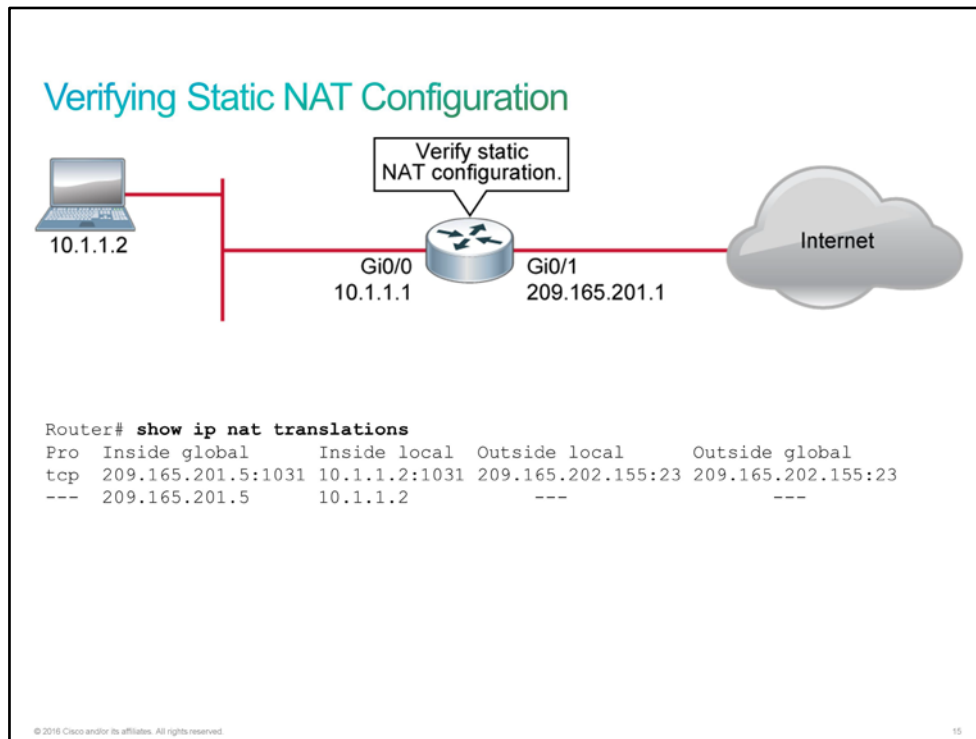 Verifying Static NAT Configuration
Verify static
NAT configuration.
10.1.1.2
Gi0/0
10.1.1.1
Gi0/1
209.165.201.1
Internet
Router# show ip nat translations
Pro Inside global Inside local Outside local Outside global
tcp 209.165.201.5:1031 10.1.1.2:1031 209.165.202.155:23 209.165.202.155:23
--- 209.165.201.5 10.1.1.2 --- ---
© 2016 Cisco and/or its affiliates. All rights reserved.
15